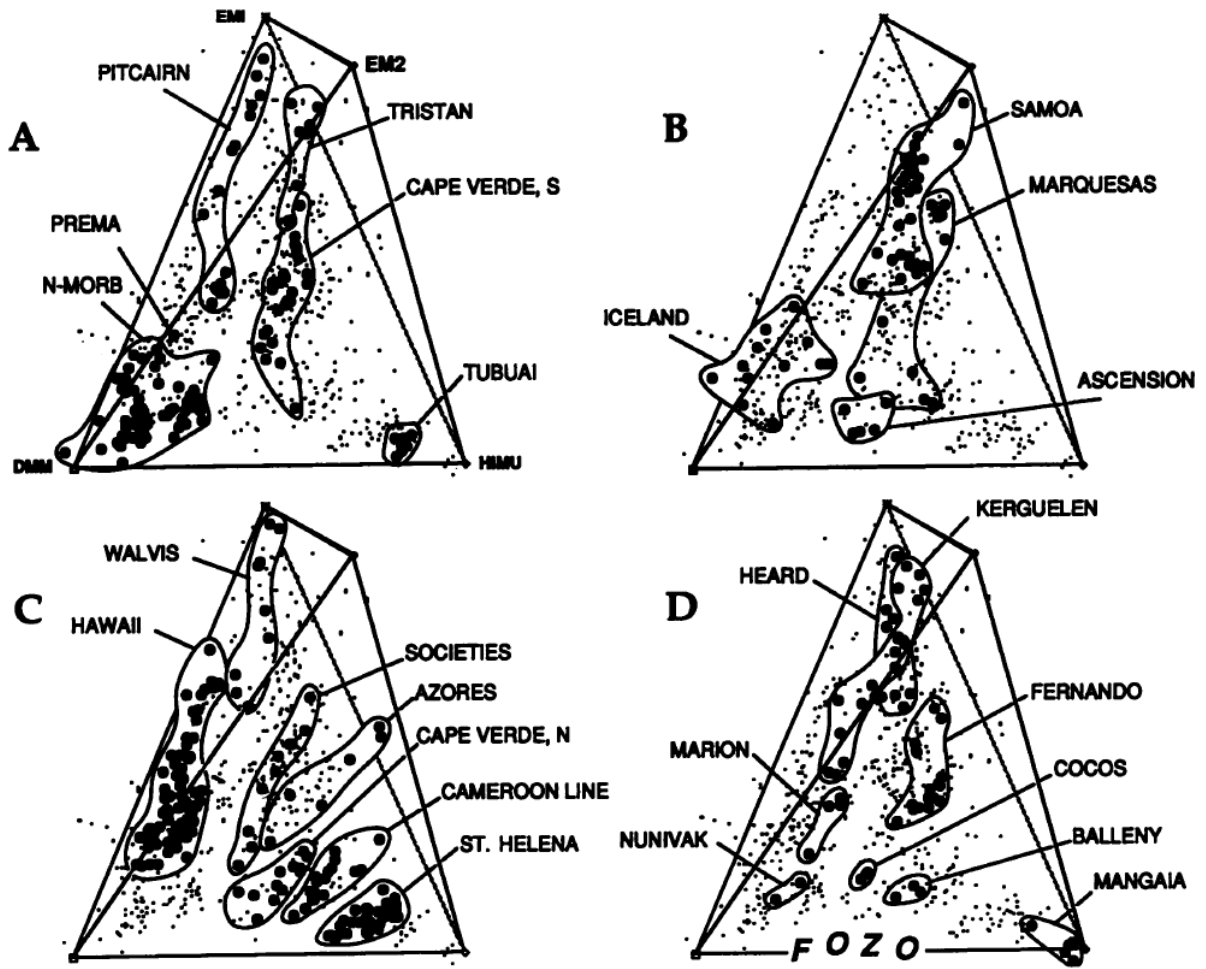 EMI
EM2
PITCAIRN
A
TRISTAN
CAPE VERDE, S
PREMA
N-MORB
TUBUAI
DMM
HIMU
B
SAMOA
MARQUESAS
ICELAND
ASCENSION
C
WALVIS
HAWAII
SOCIETIES
AZORES
CAPE VERDE, N
CAMEROON LINE
ST. HELENA
D
KERGUELEN
HEARD
FERNANDO
MARION
COCOS
NUNIVAK
BALLENY
MANGAIA
FOZO